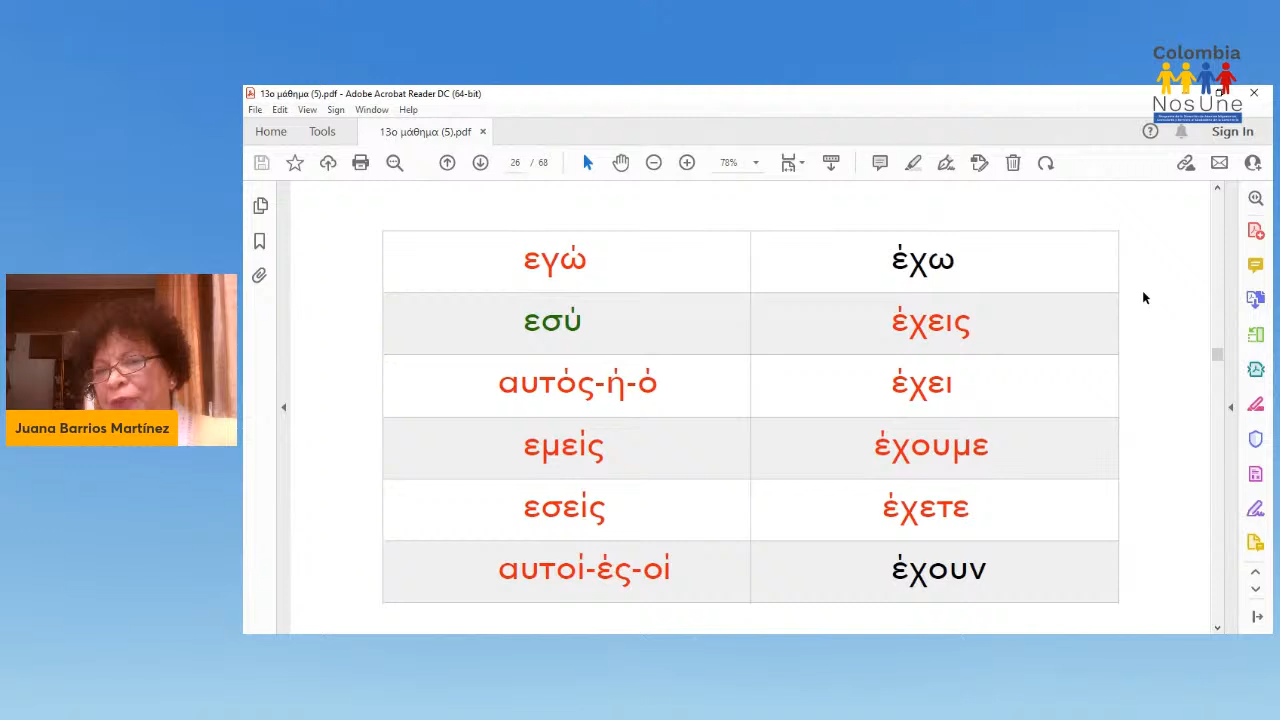 Colombia
NosUne
13ο μάθημα (5).pdf - Adobe Acrobat Reader DC (64-bit)
File Edit View Sign Window Help
Home Tools 13ο μάθημα (5).pdf × Sign In
26 / 68 78%
εγώ έχω
εσύ έχεις
αυτός-ή-ό έχει
εμείς έχουμε
εσείς έχετε
αυτοί-ές-οί έχουν
Juana Barrios Martínez